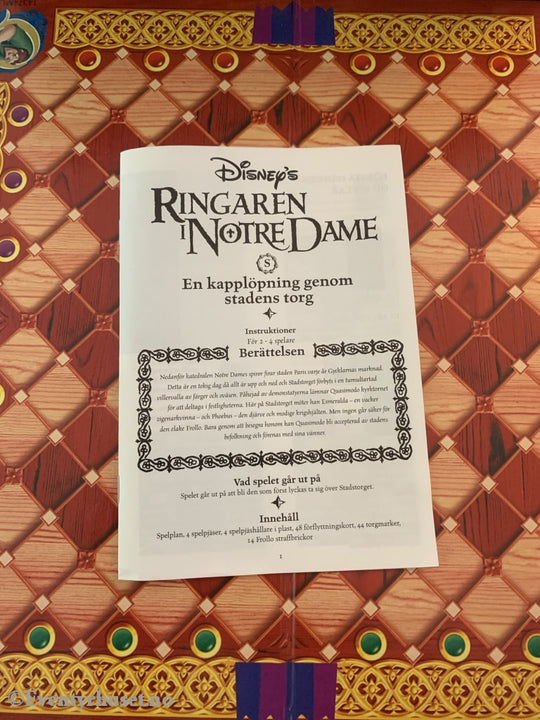 Disney's
Ringaren
i Notre Dame
S
En kapplöpning genom
stadens torg
Instruktioner
För 2 - 4 spelare
Berättelsen
Nedanför katedralen Notre Dames spiror firar staden Paris varje år Gycklarnas marknad.
Detta är en tokig dag då allt är upp och ned och Stadstorget förbyts i en tumultartad
villervalla av färger och oväsen. Påhejad av demonstatyerna lämnar Quasimodo kyrktornet
för att deltaga i festligheterna. Här på Stadstorget möter han Esmeralda – en vacker
zigenarkvinna – och Phoebus – den djärve och modige krigshjälten. Men ingen går säker för
den elake Frollo. Bara genom att besegra honom kan Quasimodo bli accepterad av stadens
befolkning och förenas med sina vänner.
Vad spelet går ut på
Spelet går ut på att bli den som först lyckas ta sig över Stadstorget.
Innehåll
Spelplan, 4 spelpjäser, 4 spelpjäshållare i plast, 48 förflyttningskort, 44 torgmarker,
14 Frollo straffbrickor
1
© Eventyrhuset.no